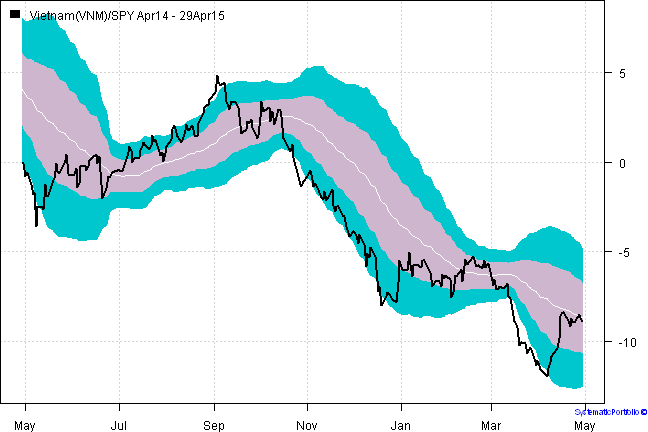 Vietnam(VNM)/SPY Apr14 - 29Apr15
5
0
-5
-10
SystematicPortfolio ©
May Jul Sep Nov Jan Mar May